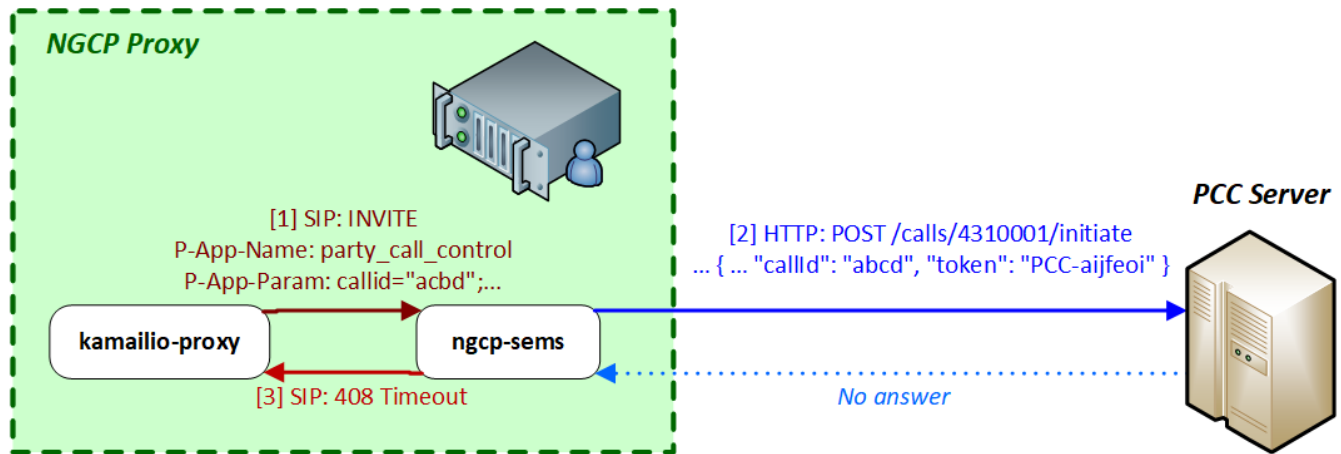 NGCP Proxy
[1] SIP: INVITE
P-App-Name: party_call_control
P-App-Param: callid="acbd";...
kamailio-proxy
ngcp-sems
[3] SIP: 408 Timeout
PCC Server
[2] HTTP: POST /calls/4310001/initiate
... { ... "callId": "abcd", "token": "PCC-aijfeoi" }
No answer